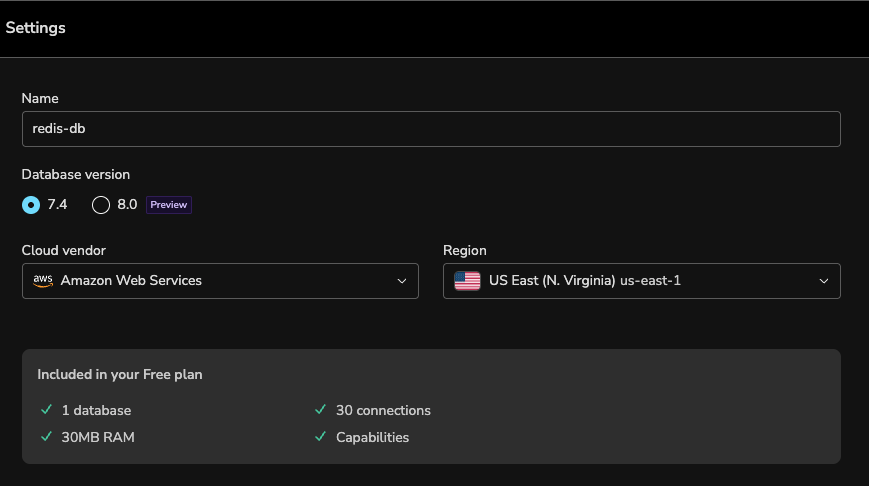 Settings
Name
redis-db
Database version
7.4 8.0 Preview
Cloud vendor
Region
aws Amazon Web Services
US East (N. Virginia) us-east-1
Included in your Free plan
1 database
30 connections
30MB RAM
Capabilities